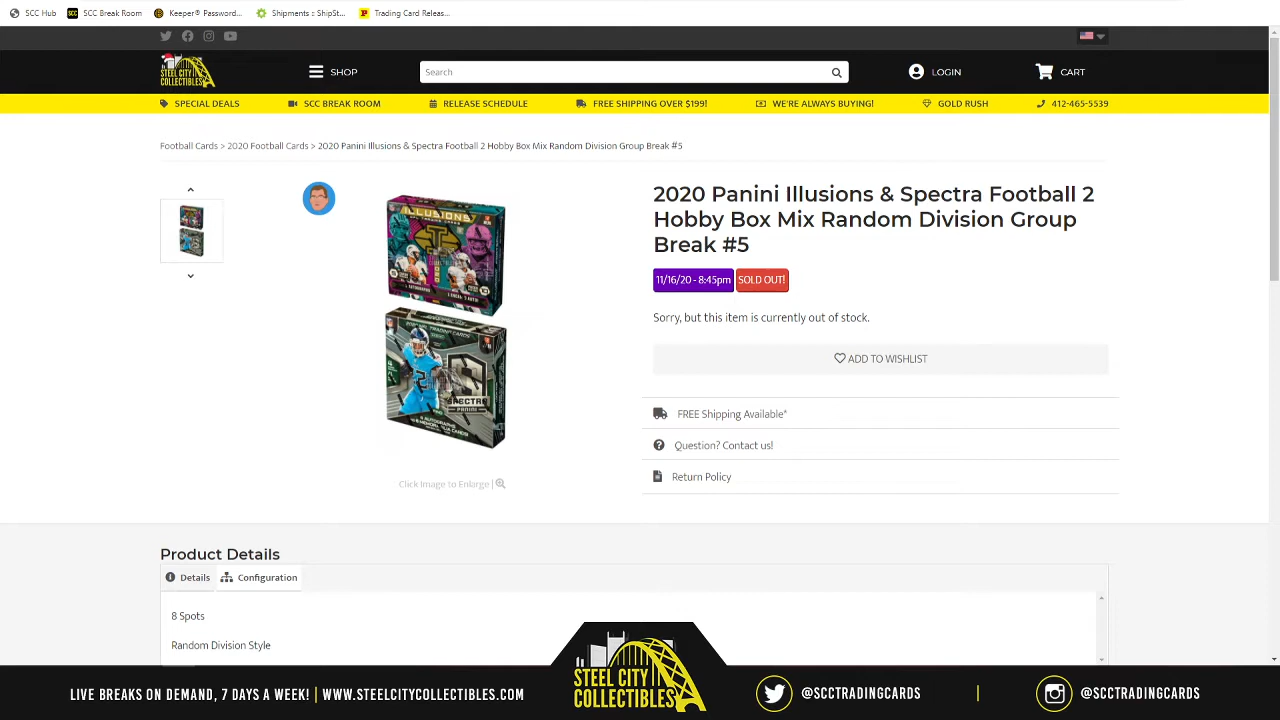 SCC Hub SCC Break Room Keeper® Password... Shipments :: ShipSt... Trading Card Releas...
STEEL CITY
COLLECTIBLES
SHOP Search LOGIN CART
SPECIAL DEALS SCC BREAK ROOM RELEASE SCHEDULE FREE SHIPPING OVER $199! WE'RE ALWAYS BUYING! GOLD RUSH 412-465-5539
Football Cards > 2020 Football Cards > 2020 Panini Illusions & Spectra Football 2 Hobby Box Mix Random Division Group Break #5
2020 Panini Illusions & Spectra Football 2
Hobby Box Mix Random Division Group
Break #5
11/16/20 - 8:45pm SOLD OUT!
Sorry, but this item is currently out of stock.
ADD TO WISHLIST
FREE Shipping Available*
Question? Contact us!
Return Policy
ILLUSIONS
SPECTRA
PANINI
Click Image to Enlarge |
Product Details
Details Configuration
8 Spots
Random Division Style
LIVE BREAKS ON DEMAND, 7 DAYS A WEEK! | WWW.STEELCITYCOLLECTIBLES.COM
STEEL CITY
COLLECTIBLES
@SCCTRADINGCARDS | @SCCTRADINGCARDS